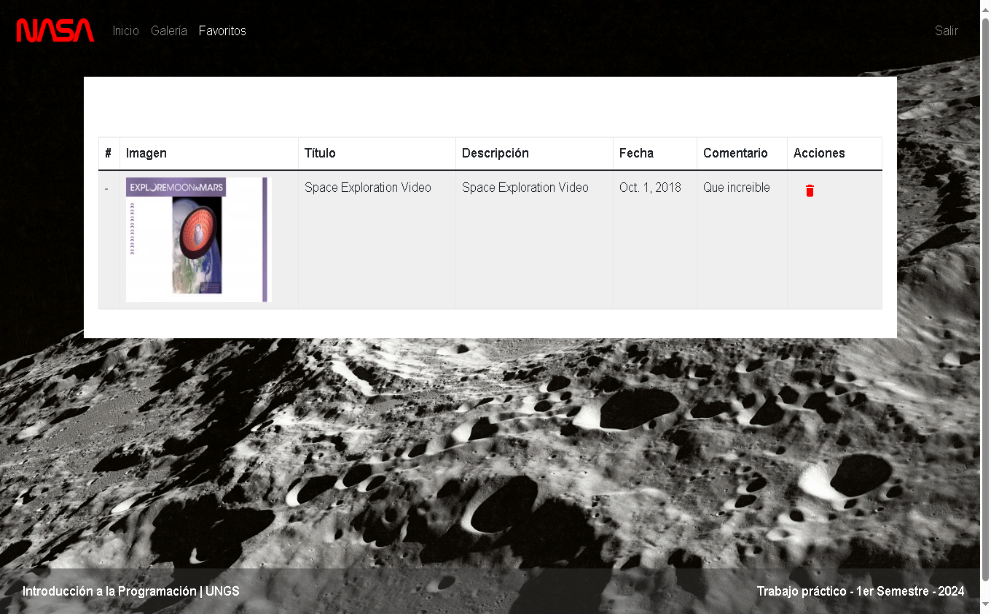 NASA Inicio Galería Favoritos Salir
# Imagen Título Descripción Fecha Comentario Acciones
- Space Exploration Video Space Exploration Video Oct. 1, 2018 Que increible
EXPLOREMOONtoMARS
Introducción a la Programación | UNGS Trabajo práctico - 1er Semestre - 2024